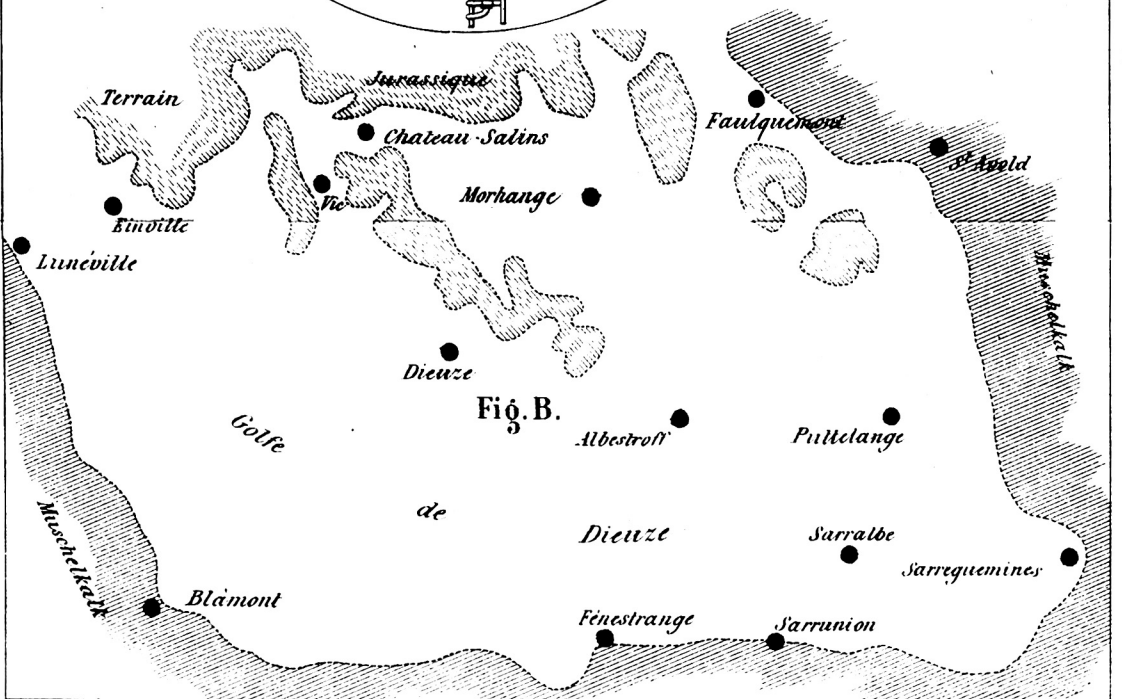 Jurassique
Terrain
Faulquemont
Chateau-Salins
St Avold
Vic
Morhange
Einville
Lunéville
Muschelkalk
Dieuze
Fig. B.
Golfe
Albestroff
Puttelange
de
Dieuze
Sarralbe
Muschelkalk
Sarreguemines
Blàmont
Fénestrange
Sarrunion